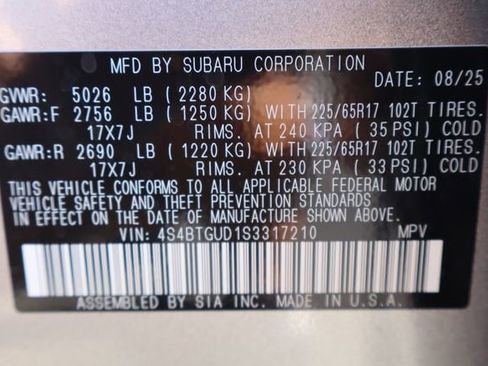 MFD BY SUBARU CORPORATION
DATE: 08/25
GVWR: 5026 LB ( 2280 KG)
GAWR:F 2756 LB ( 1250 KG) WITH 225/65R17 102T TIRES.
17X7J RIMS. AT 240 KPA ( 35 PSI) COLD
GAWR:R 2690 LB ( 1220 KG) WITH 225/65R17 102T TIRES.
17X7J RIMS. AT 230 KPA ( 33 PSI) COLD
THIS VEHICLE CONFORMS TO ALL APPLICABLE FEDERAL MOTOR
VEHICLE SAFETY AND THEFT PREVENTION STANDARDS
IN EFFECT ON THE DATE OF MANUFACTURE SHOWN ABOVE.
VIN: 4S4BTGUD1S3317210 MPV
ASSEMBLED BY SIA INC. MADE IN U.S.A.